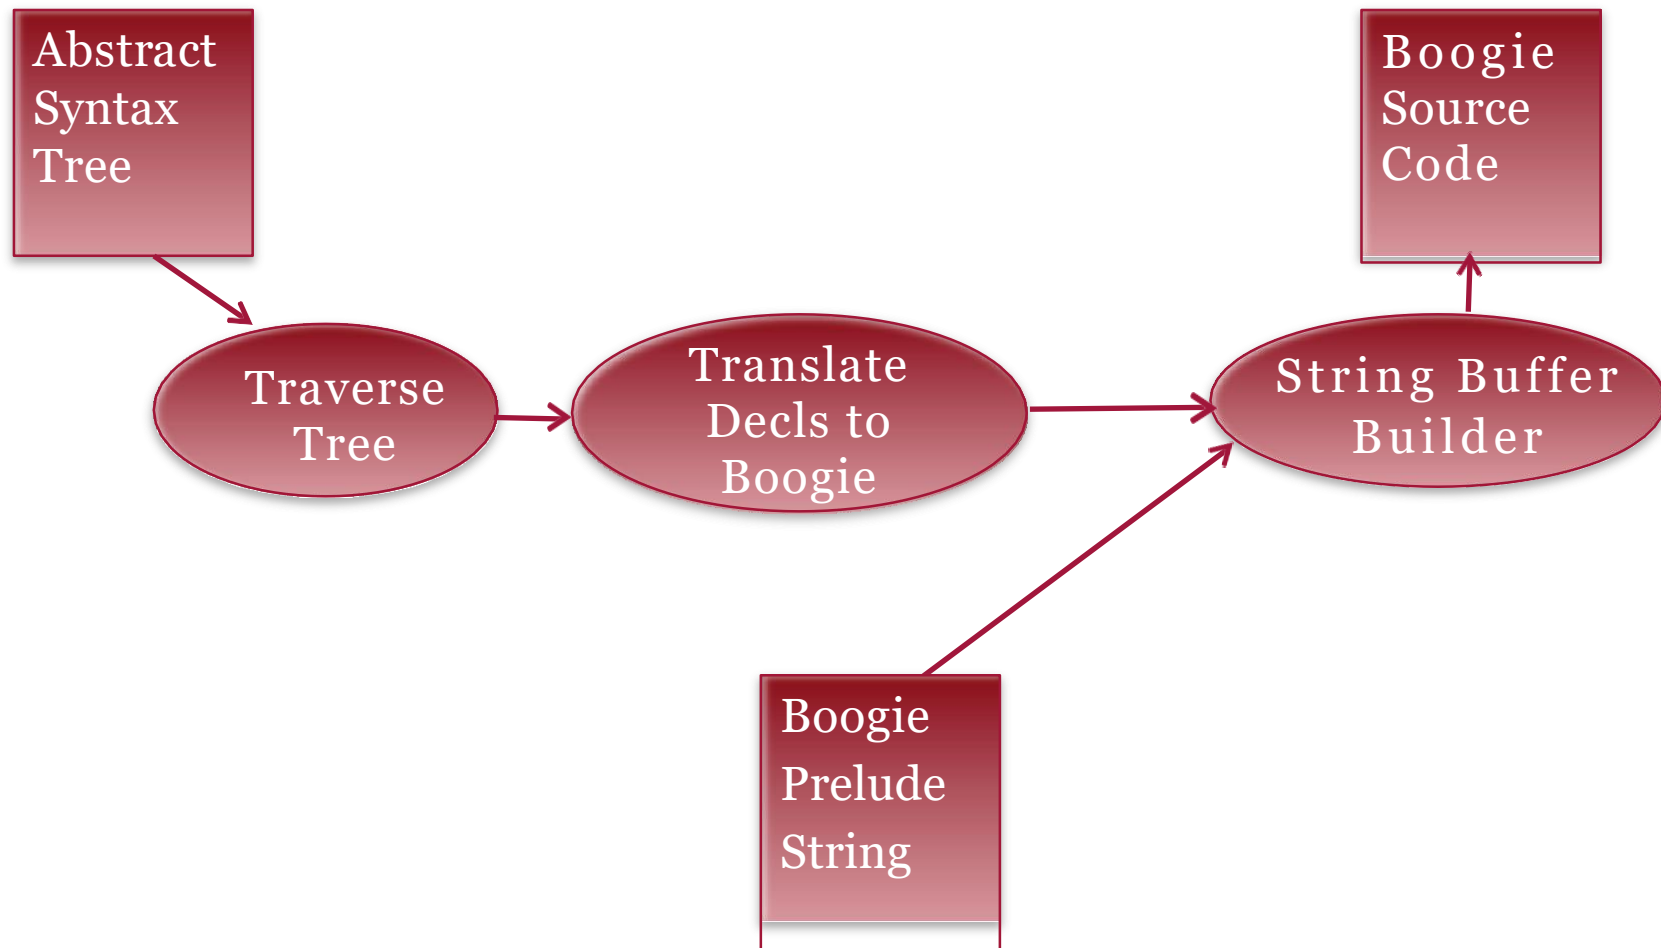 Abstract
Syntax
Tree
Boogie
Source
Code
Traverse
Tree
Translate
Decls to
Boogie
String Buffer
Builder
Boogie
Prelude
String